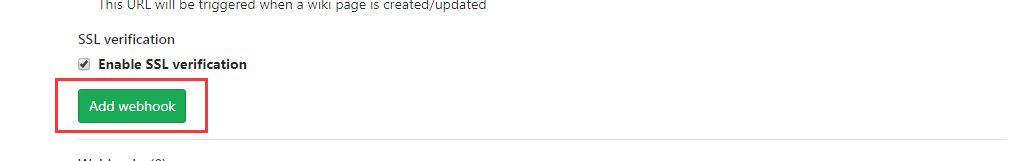 This URL will be triggered when a wiki page is created/updated
SSL verification
Enable SSL verification
Add webhook